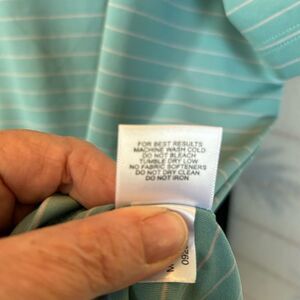 FOR BEST RESULTS
MACHINE WASH COLD
DO NOT BLEACH
TUMBLE DRY LOW
NO FABRIC SOFTENERS
DO NOT DRY CLEAN
DO NOT IRON